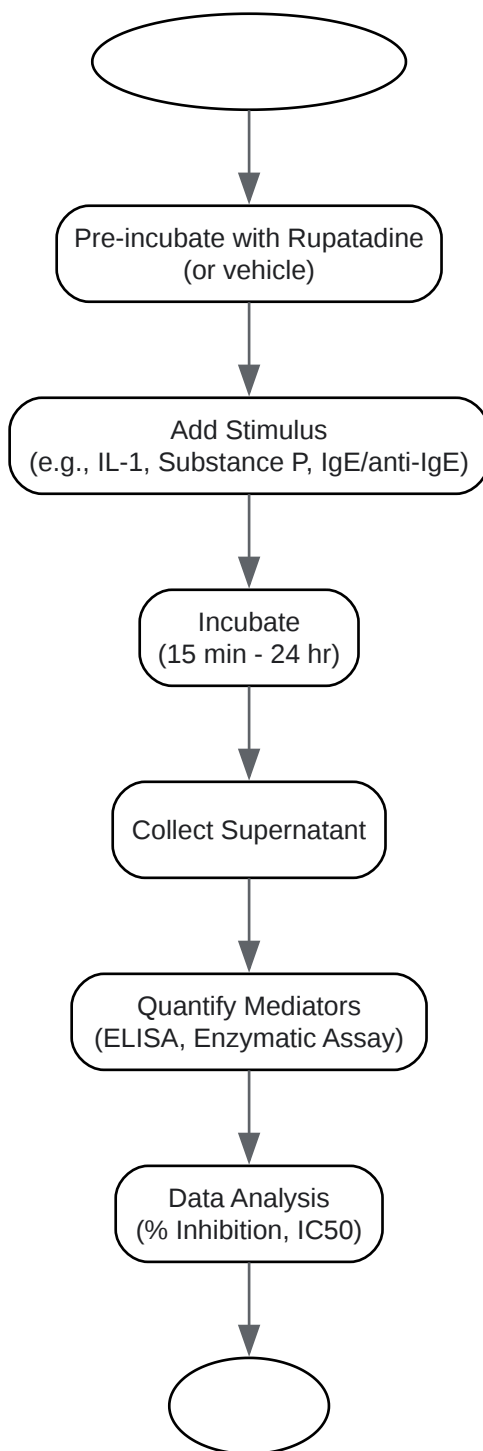 Pre-incubate with Rupatadine
(or vehicle)
Add Stimulus
(e.g., IL-1, Substance P, IgE/anti-IgE)
Incubate
(15 min - 24 hr)
Collect Supernatant
Quantify Mediators
(ELISA, Enzymatic Assay)
Data Analysis
(% Inhibition, IC50)